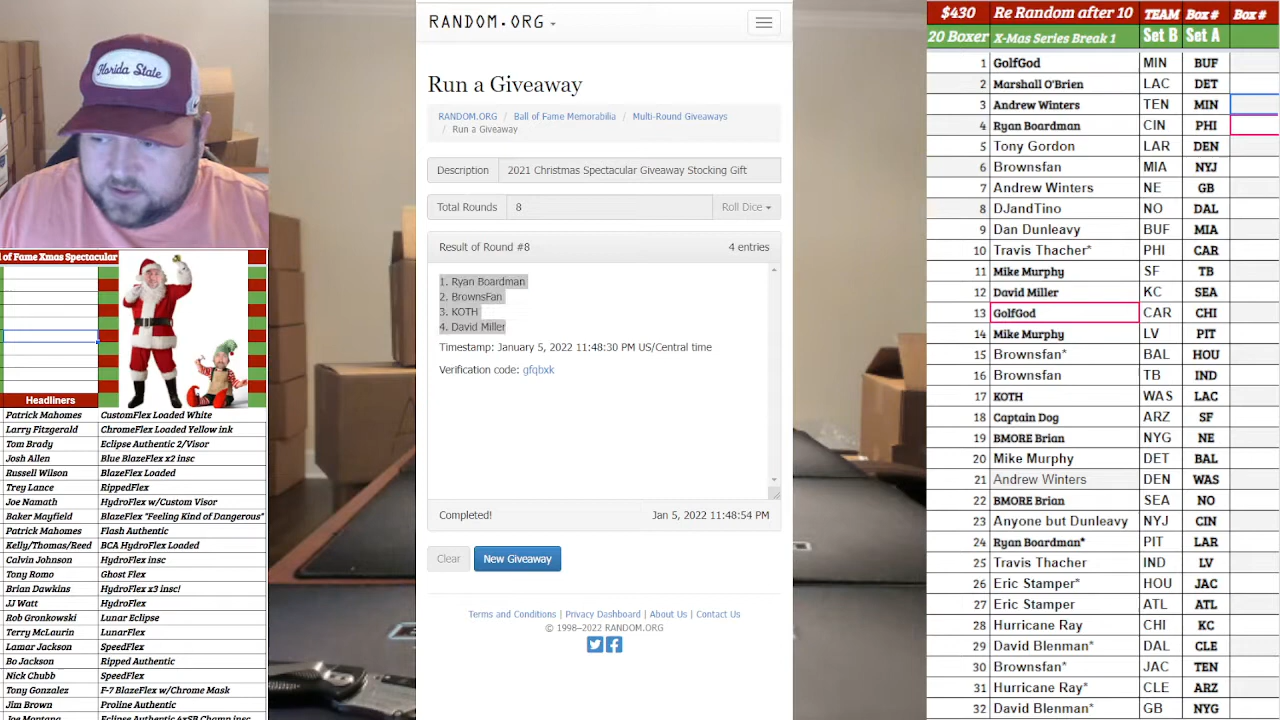 Florida State
l of Fame Xmas Spectacular
Headliners
Patrick Mahomes CustomFlex Loaded White
Larry Fitzgerald ChromeFlex Loaded Yellow ink
Tom Brady Eclipse Authentic 2/Visor
Josh Allen Blue BlazeFlex x2 insc
Russell Wilson BlazeFlex Loaded
Trey Lance RippedFlex
Joe Namath HydroFlex w/Custom Visor
Baker Mayfield BlazeFlex "Feeling Kind of Dangerous"
Patrick Mahomes Flash Authentic
Kelly/Thomas/Reed BCA HydroFlex Loaded
Calvin Johnson HydroFlex insc
Tony Romo Ghost Flex
Brian Dawkins HydroFlex x3 insc!
JJ Watt HydroFlex
Rob Gronkowski Lunar Eclipse
Terry McLaurin LunarFlex
Lamar Jackson SpeedFlex
Bo Jackson Ripped Authentic
Nick Chubb SpeedFlex
Tony Gonzalez F-7 BlazeFlex w/Chrome Mask
Jim Brown Proline Authentic
Joe Montana Eclipse Authentic 4xSB Champ insc
RANDOM.ORG
Run a Giveaway
RANDOM.ORG / Ball of Fame Memorabilia / Multi-Round Giveaways
/ Run a Giveaway
Description 2021 Christmas Spectacular Giveaway Stocking Gift
Total Rounds 8 Roll Dice
Result of Round #8 4 entries
1. Ryan Boardman
2. BrownsFan
3. KOTH
4. David Miller
Timestamp: January 5, 2022 11:48:30 PM US/Central time
Verification code: gfqbxk
Completed! Jan 5, 2022 11:48:54 PM
Clear New Giveaway
Terms and Conditions | Privacy Dashboard | About Us | Contact Us
© 1998–2022 RANDOM.ORG
$430 Re Random after 10 TEAM Box # Box #
20 Boxer X-Mas Series Break 1 Set B Set A
1 GolfGod MIN BUF
2 Marshall O'Brien LAC DET
3 Andrew Winters TEN MIN
4 Ryan Boardman CIN PHI
5 Tony Gordon LAR DEN
6 Brownsfan MIA NYJ
7 Andrew Winters NE GB
8 DJandTino NO DAL
9 Dan Dunleavy BUF MIA
10 Travis Thacher* PHI CAR
11 Mike Murphy SF TB
12 David Miller KC SEA
13 GolfGod CAR CHI
14 Mike Murphy LV PIT
15 Brownsfan* BAL HOU
16 Brownsfan TB IND
17 KOTH WAS LAC
18 Captain Dog ARZ SF
19 BMORE Brian NYG NE
20 Mike Murphy DET BAL
21 Andrew Winters DEN WAS
22 BMORE Brian SEA NO
23 Anyone but Dunleavy NYJ CIN
24 Ryan Boardman* PIT LAR
25 Travis Thacher IND LV
26 Eric Stamper* HOU JAC
27 Eric Stamper ATL ATL
28 Hurricane Ray CHI KC
29 David Blenman* DAL CLE
30 Brownsfan* JAC TEN
31 Hurricane Ray* CLE ARZ
32 David Blenman* GB NYG